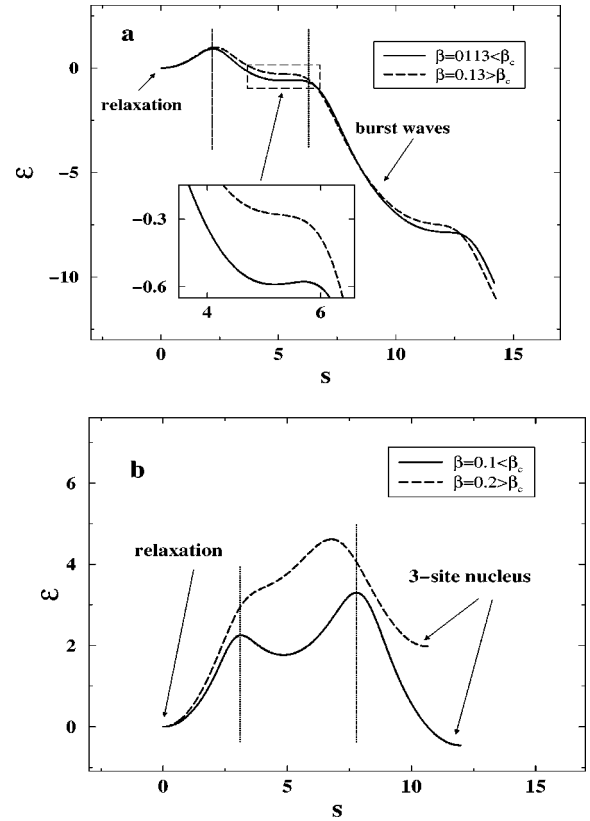 a
β=0113<β_c
β=0.13>β_c
0
relaxation
burst waves
ε
−5
−0.3
−0.6
4
6
−10
0
5
10
15
s
b
β=0.1<β_c
β=0.2>β_c
6
relaxation
3−site nucleus
ε
4
2
0
0
5
10
15
s